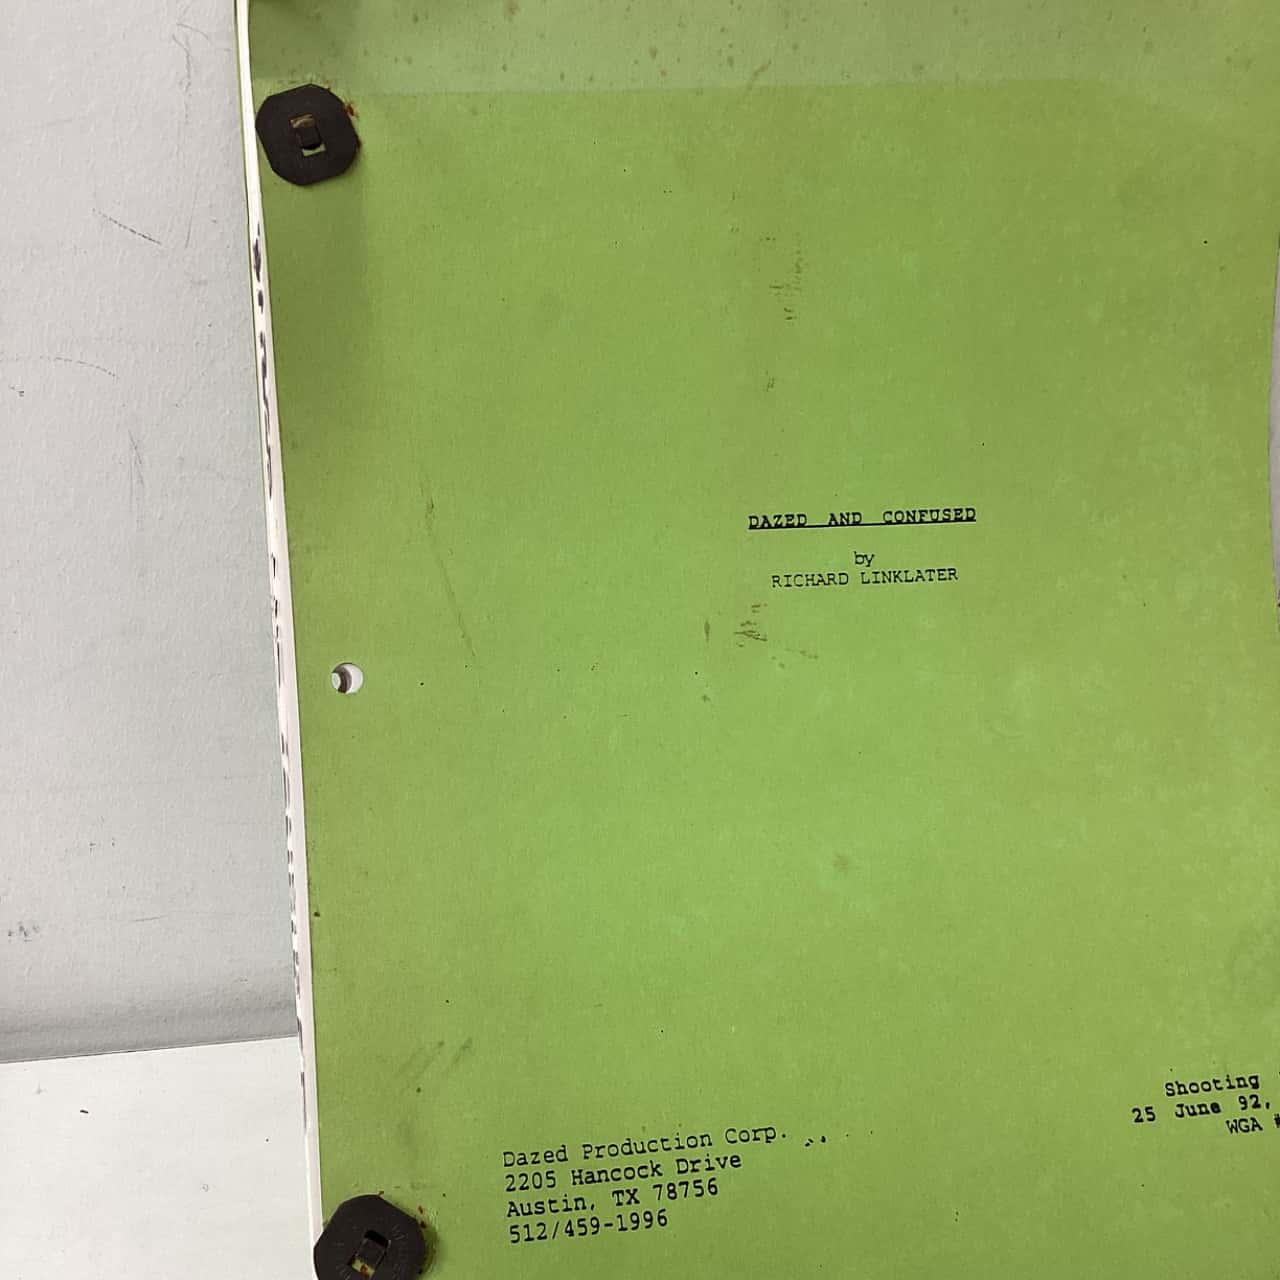 DAZED AND CONFUSED
by
RICHARD LINKLATER
Shooting
25 June 92,
WGA #
Dazed Production Corp.
2205 Hancock Drive
Austin, TX 78756
512/459-1996